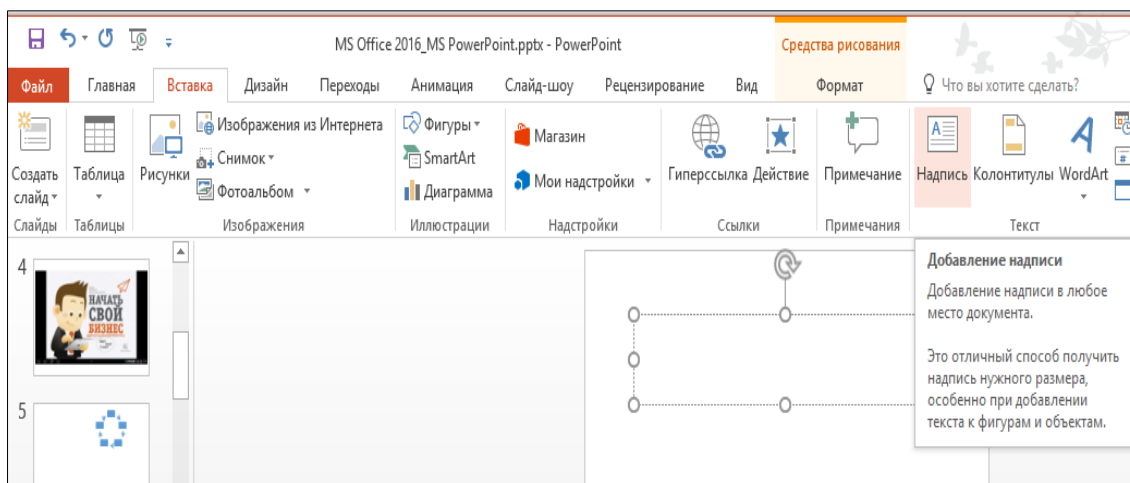 MS Office 2016_MS PowerPoint.pptx - PowerPoint
Средства рисования
Файл Главная Вставка Дизайн Переходы Анимация Слайд-шоу Рецензирование Вид Формат Что вы хотите сделать?
Создать слайд
Таблица
Рисунки
Изображения из Интернета
Снимок
Фотоальбом
Фигуры
SmartArt
Диаграмма
Магазин
Мои надстройки
Гиперссылка
Действие
Примечание
Надпись
Колонтитулы
WordArt
Слайды Таблицы Изображения Иллюстрации Надстройки Ссылки Примечания Текст
4
НАЧАТЬ
СВОЙ
БИЗНЕС
5
Добавление надписи
Добавление надписи в любое
место документа.
Это отличный способ получить
надпись нужного размера,
особенно при добавлении
текста к фигурам и объектам.